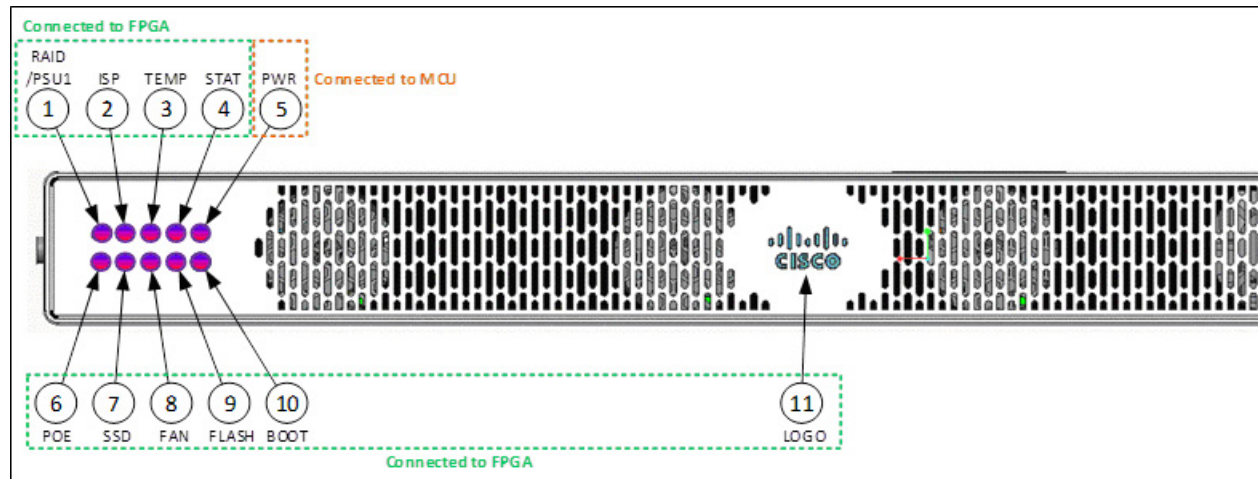 Connected to FPGA
RAID
/PSU1 ISP TEMP STAT PWR Connected to MCU
1 2 3 4 5
CISCO
6 7 8 9 10 11
POE SSD FAN FLASH BOOT LOGO
Connected to FPGA